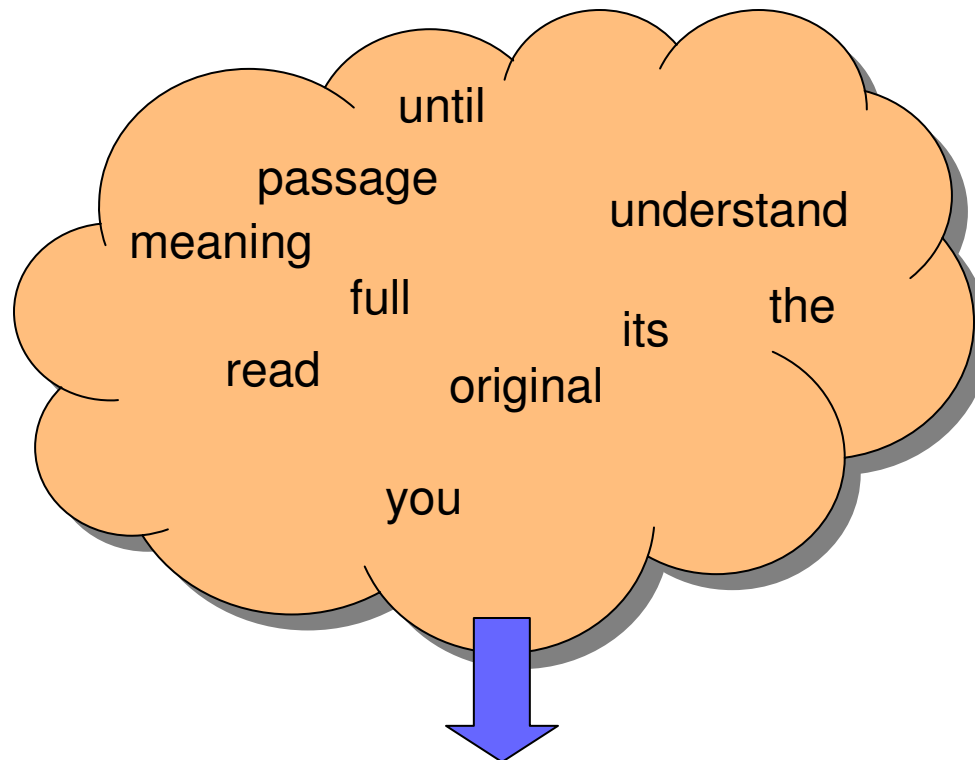 until
passage
understand
meaning
full
the
its
read
original
you